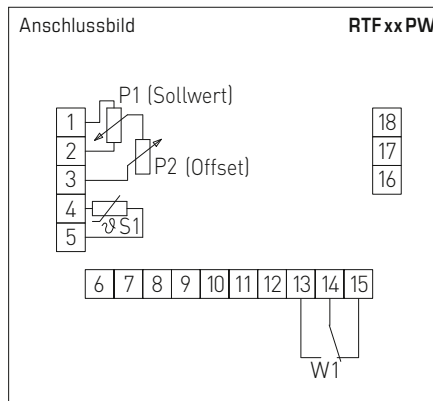 Anschlussbild RTF xx PW
P1 (Sollwert)
1
2
3
4
5
P2 (Offset)
ϑ S1
18
17
16
6 7 8 9 10 11 12 13 14 15
W1